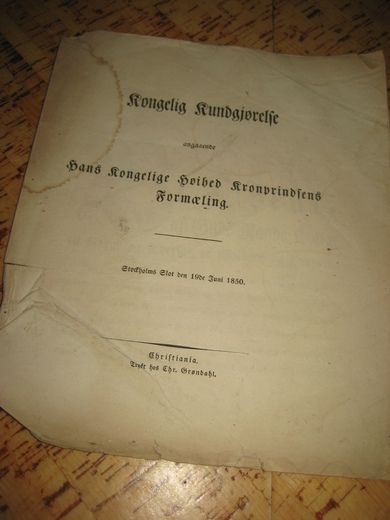 Kongelig Kundgjørelse
angaaende
Hans Kongelige Høihed Kronprindsens
Formæling.
Stockholms Slot den 19de Juni 1850.
Christiania.
Trykt hos Chr. Grøndahl.